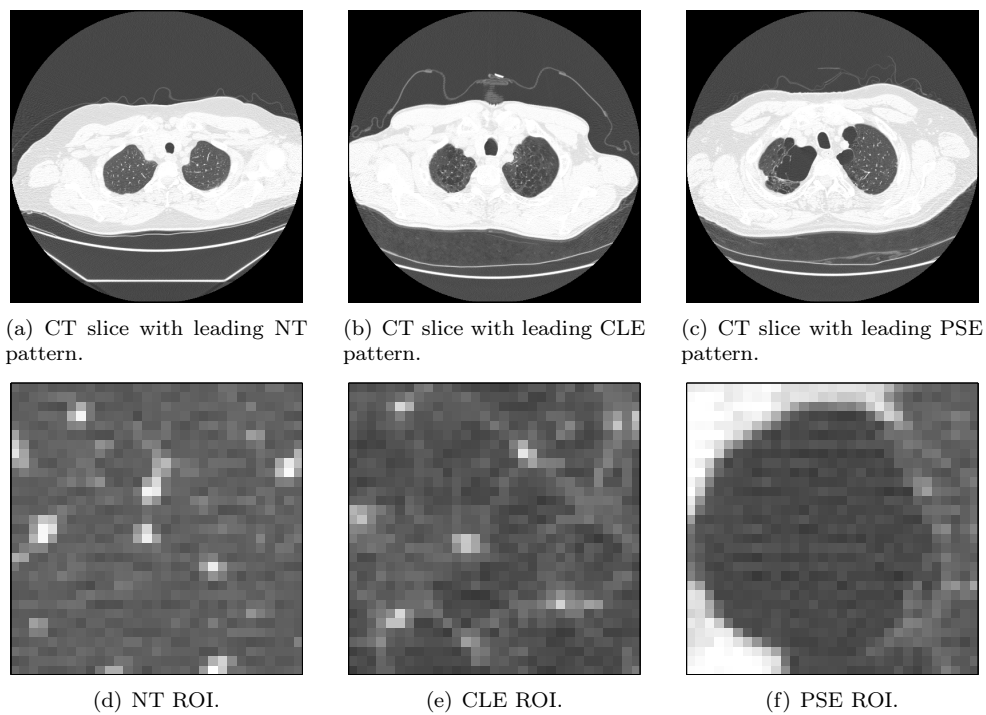 (a) CT slice with leading NT
pattern.
(b) CT slice with leading CLE
pattern.
(c) CT slice with leading PSE
pattern.
(d) NT ROI.
(e) CLE ROI.
(f) PSE ROI.